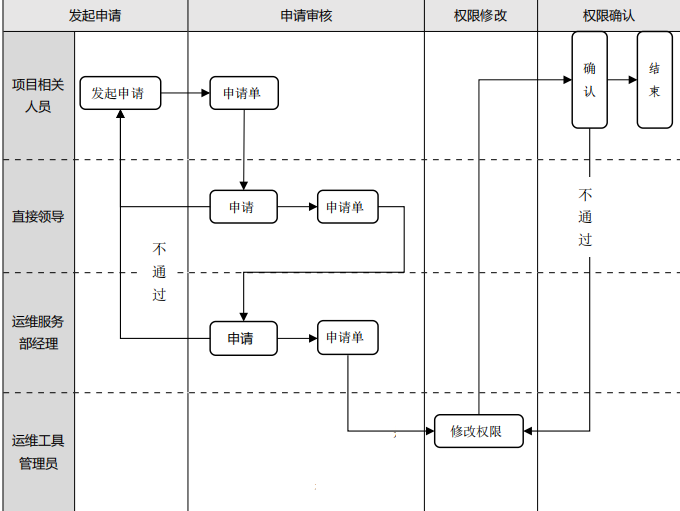 发起申请
申请审核
权限修改
权限确认
项目相关
人员
发起申请
申请单
确
认
结
束
直接领导
申请
申请单
不
通
过
不
通
过
运维服务
部经理
申请
申请单
运维工具
管理员
修改权限
;